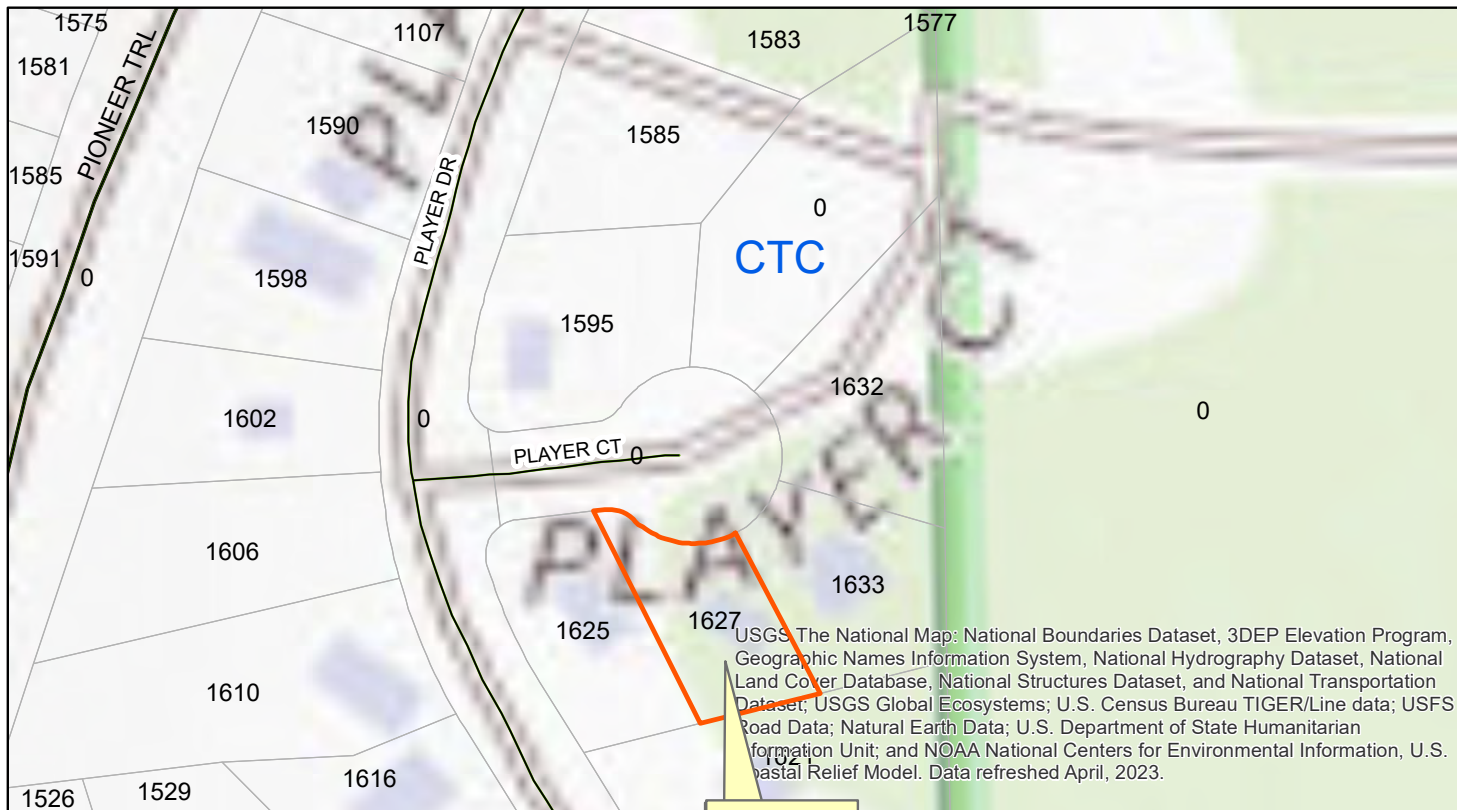 1575
1107
1583
1577
1581
PIONEER TRL
PLA
1590
1585
PLAYER DR
1585
0
CTC
1591
0
1598
PLAYER CT
1595
1632
0
1602
0
PLAYER CT
0
1606
1633
1627
1625
USGS The National Map: National Boundaries Dataset, 3DEP Elevation Program,
Geographic Names Information System, National Hydrography Dataset, National
Land Cover Database, National Structures Dataset, and National Transportation
Dataset; USGS Global Ecosystems; U.S. Census Bureau TIGER/Line data; USFS
Road Data; Natural Earth Data; U.S. Department of State Humanitarian
Information Unit; and NOAA National Centers for Environmental Information, U.S.
Coastal Relief Model. Data refreshed April, 2023.
1610
1621
1616
1529
1526